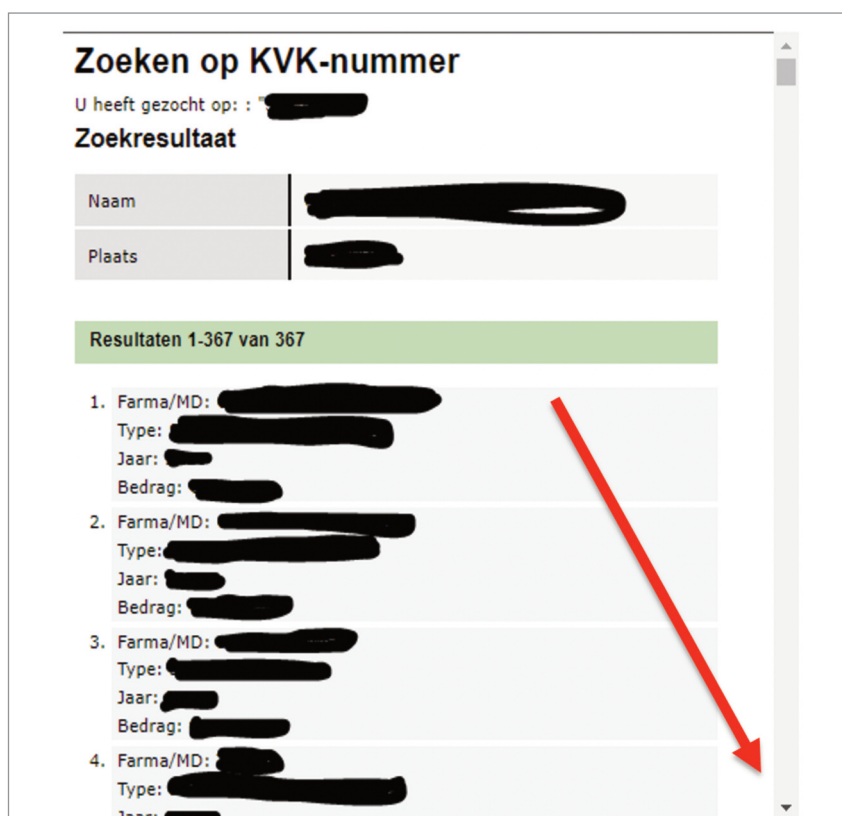 Zoeken op KVK-nummer
U heeft gezocht op: : "
Zoekresultaat
Naam
Plaats
Resultaten 1-367 van 367
1. Farma/MD:
Type:
Jaar:
Bedrag:
2. Farma/MD:
Type:
Jaar:
Bedrag:
3. Farma/MD:
Type:
Jaar:
Bedrag:
4. Farma/MD:
Type:
Jaar: